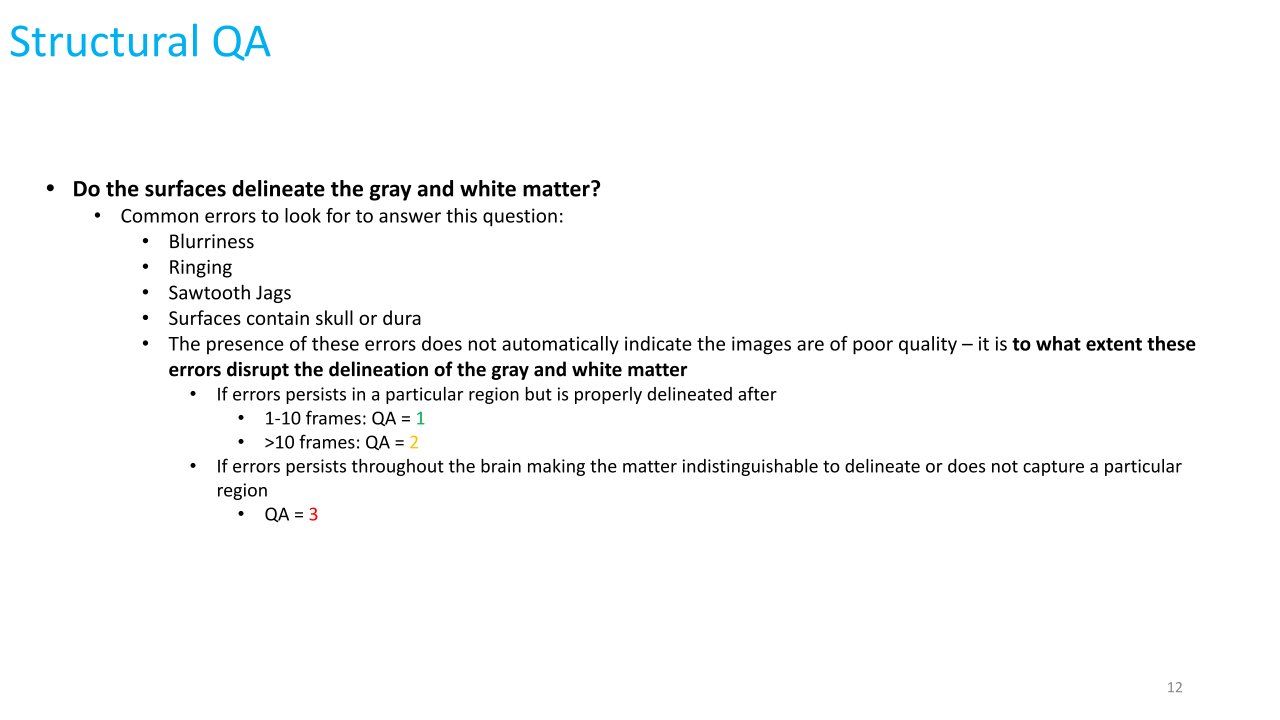 Structural QA
• Do the surfaces delineate the gray and white matter?
• Common errors to look for to answer this question:
• Blurriness
• Ringing
• Sawtooth Jags
• Surfaces contain skull or dura
• The presence of these errors does not automatically indicate the images are of poor quality – it is to what extent these
errors disrupt the delineation of the gray and white matter
• If errors persists in a particular region but is properly delineated after
• 1-10 frames: QA = 1
• >10 frames: QA = 2
• If errors persists throughout the brain making the matter indistinguishable to delineate or does not capture a particular
region
• QA = 3
12